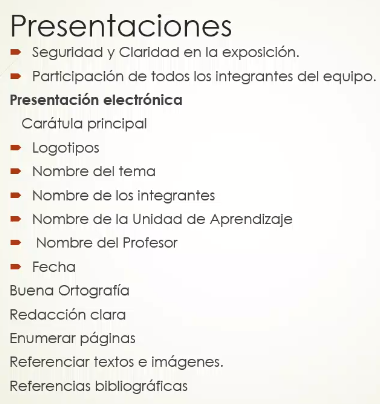 Presentaciones
Seguridad y Claridad en la exposición.
Participación de todos los integrantes del equipo.
Presentación electrónica
Carátula principal
Logotipos
Nombre del tema
Nombre de los integrantes
Nombre de la Unidad de Aprendizaje
Nombre del Profesor
Fecha
Buena Ortografía
Redacción clara
Enumerar páginas
Referenciar textos e imágenes.
Referencias bibliográficas